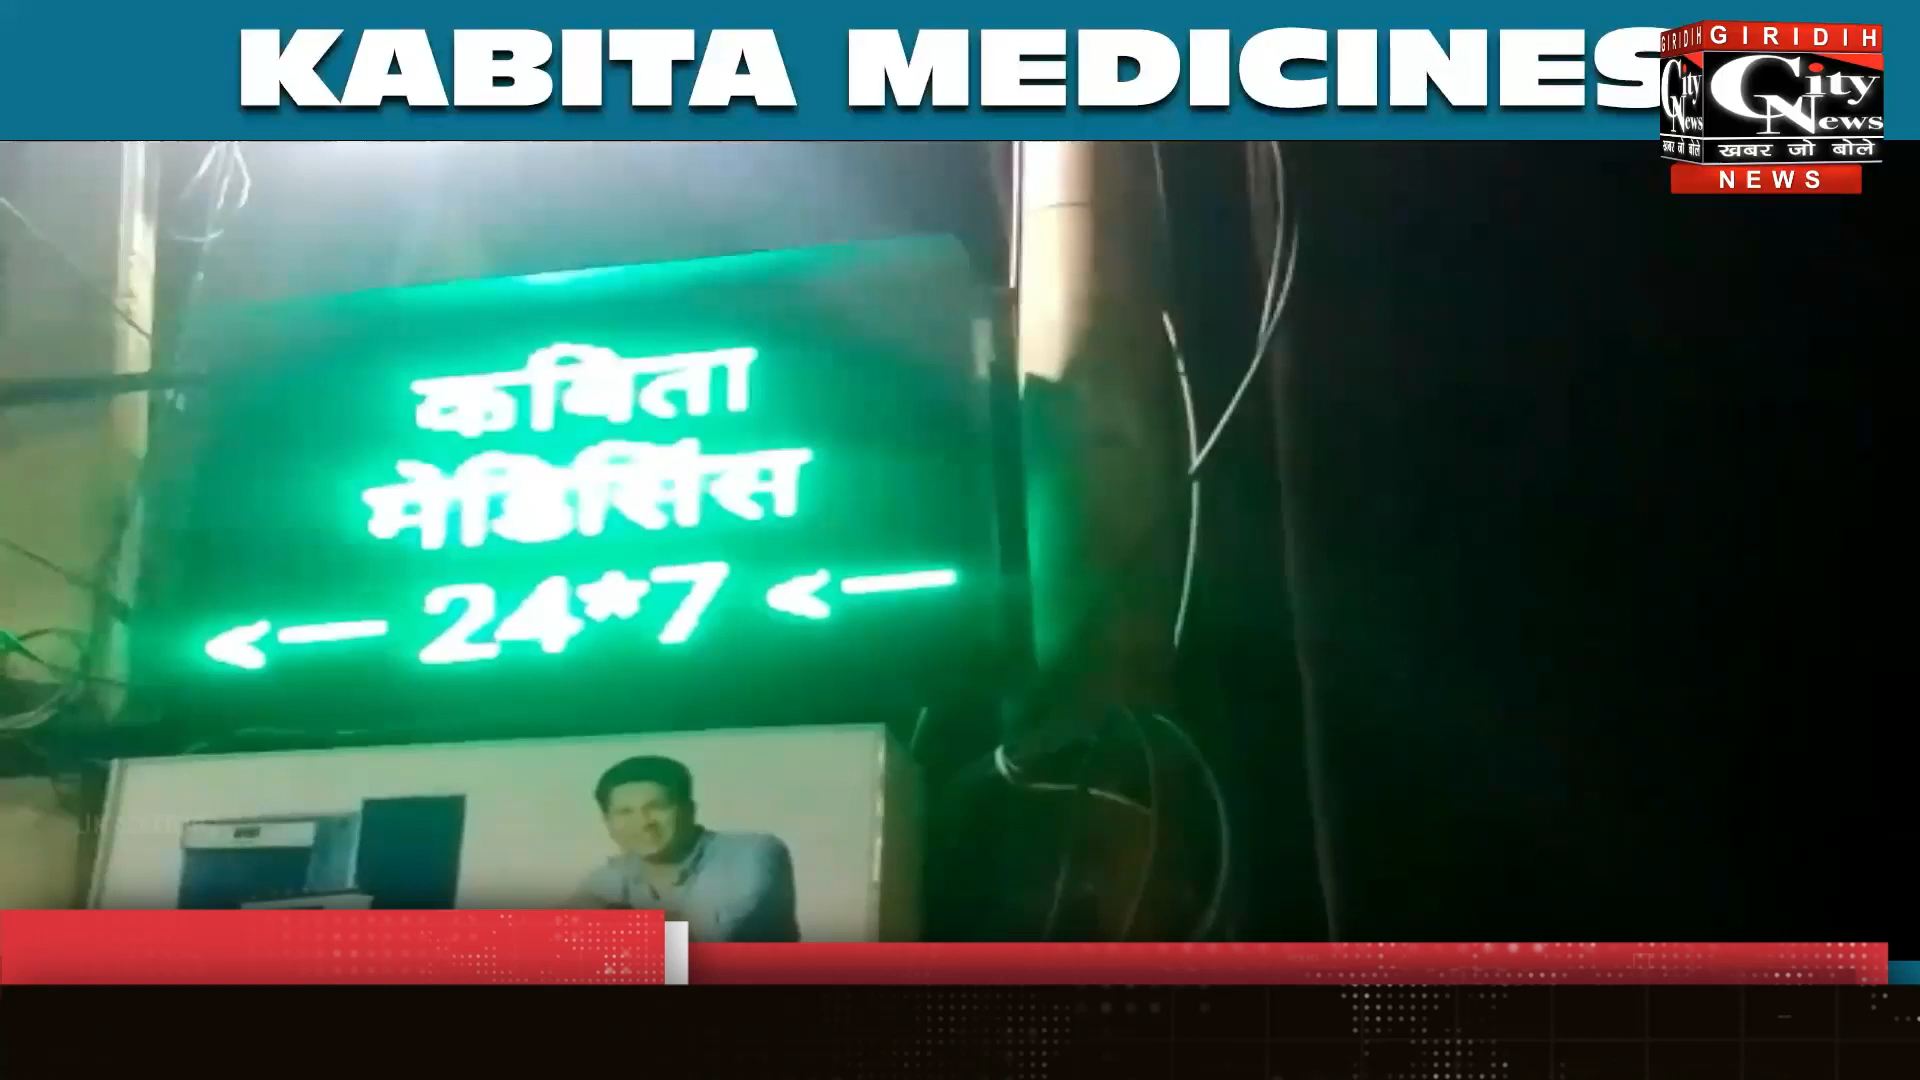 KABITA MEDICINES
GIRIDIH GIRIDIH
City News City News
खबर जो बोले खबर जो बोले
NEWS
कविता
मेडिसिंस
<— 24*7 <—